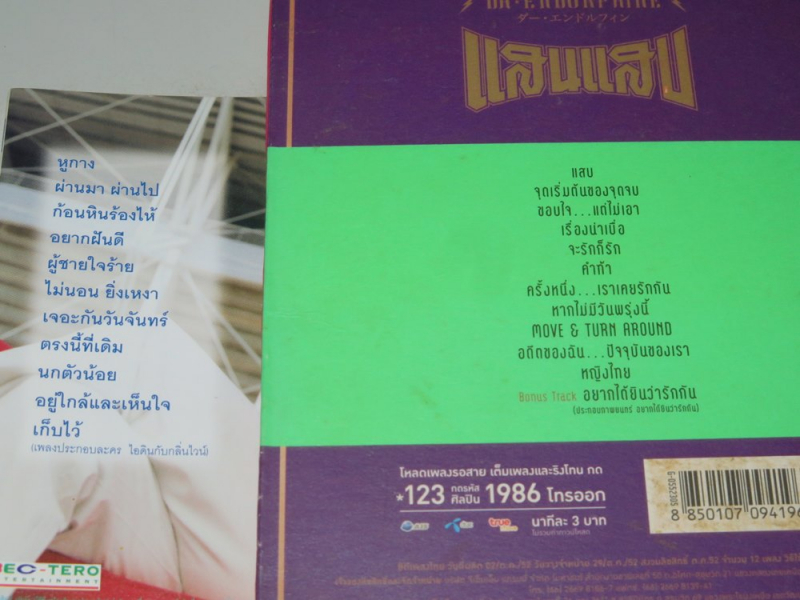 หูกาง
ผ่านมา ผ่านไป
ก้อนหินร้องไห้
อยากฝันดี
ผู้ชายใจร้าย
ไม่นอน ยิ่งเหงา
เจอะกันวันจันทร์
ตรงนี้ที่เดิม
นกตัวน้อย
อยู่ใกล้และเห็นใจ
เก็บไว้
(เพลงประกอบละคร ไอดินกับกลิ่นไวน์)
BEC-TERO
ENTERTAINMENT
DA·ENDORPHINE
ダー・エンドルフィン
แสนแสบ
แสบ
จุดเริ่มต้นของจุดจบ
ขอบใจ...แต่ไม่เอา
เรื่องน่าเบื่อ
จะรักก็รัก
คำท้า
ครั้งหนึ่ง...เราเคยรักกัน
หากไม่มีวันพรุ่งนี้
MOVE & TURN AROUND
อดีตของฉัน...ปัจจุบันของเรา
หญิงไทย
Bonus Track อยากได้ยินว่ารักกัน
(ประกอบภาพยนตร์ อยากได้ยินว่ารักกัน)
โหลดเพลงรอสาย เต็มเพลงและริงโทน กด
*123 กดรหัสศิลปิน 1986 โทรออก
true นาทีละ 3 บาท
8 850107 094196